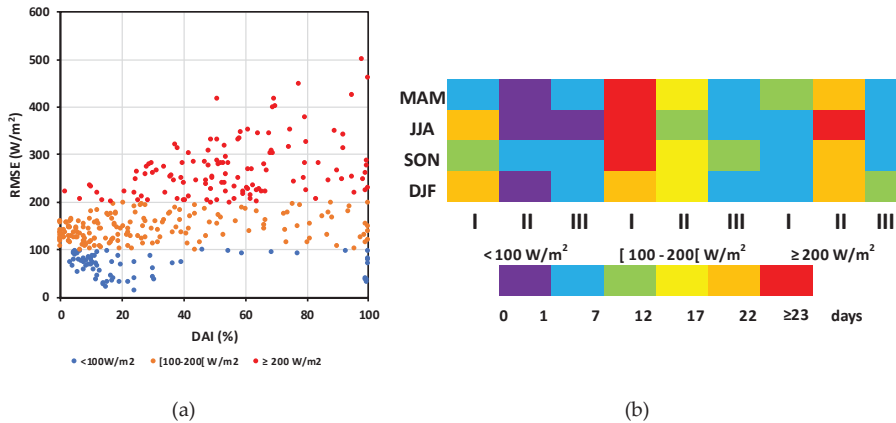 600
500
400
300
200
100
0
RMSE (W/m²)
0 20 40 60 80 100
DAI (%)
<100W/m2 [100-200[ W/m2 ≥ 200 W/m2
(a)
MAM
JJA
SON
DJF
I II III I II III I II III
< 100 W/m² [ 100 - 200[ W/m² ≥ 200 W/m²
0 1 7 12 17 22 ≥23 days
(b)